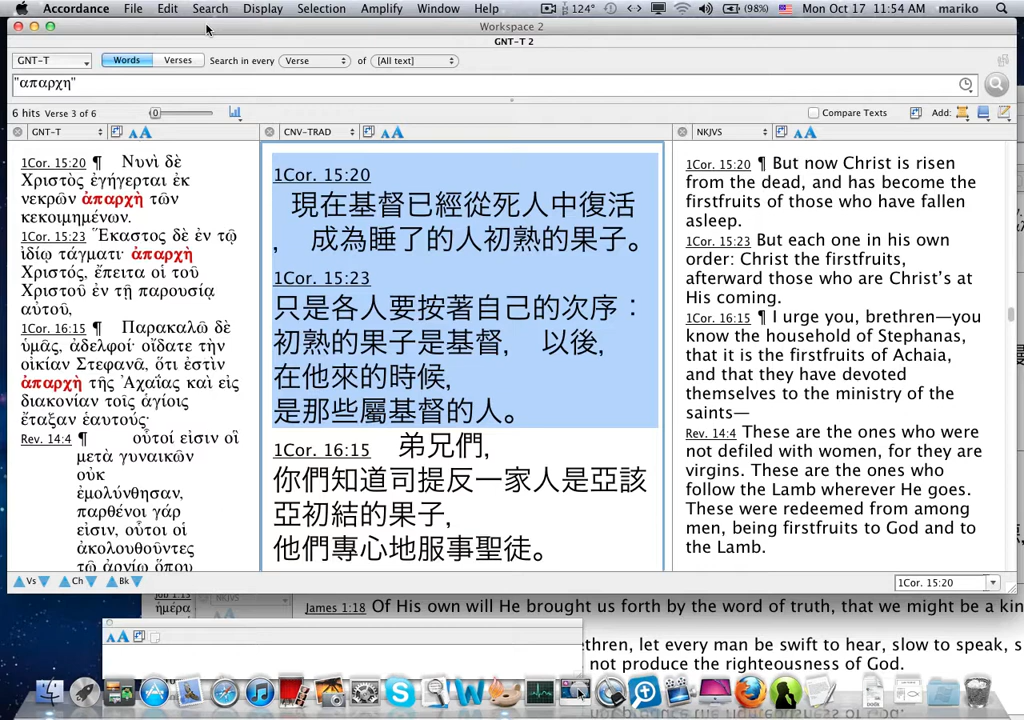 Accordance File Edit Search Display Selection Amplify Window Help 124° (98%) Mon Oct 17 11:54 AM mariko
Workspace 2
GNT-T 2
GNT-T Words Verses Search in every Verse of [All text]
"απαρχη"
6 hits Verse 3 of 6 0 Compare Texts Add:
GNT-T AA
1Cor. 15:20 ¶ Νυνὶ δὲ
Χριστὸς ἐγήγερται ἐκ
νεκρῶν ἀπαρχὴ τῶν
κεκοιμημένων.
1Cor. 15:23 Ἕκαστος δὲ ἐν τῷ
ἰδίῳ τάγματι· ἀπαρχὴ
Χριστός, ἔπειτα οἱ τοῦ
Χριστοῦ ἐν τῇ παρουσίᾳ
αὐτοῦ,
1Cor. 16:15 ¶ Παρακαλῶ δὲ
ὑμᾶς, ἀδελφοί· οἴδατε τὴν
οἰκίαν Στεφανᾶ, ὅτι ἐστὶν
ἀπαρχὴ τῆς Ἀχαΐας καὶ εἰς
διακονίαν τοῖς ἁγίοις
ἔταξαν ἑαυτούς·
Rev. 14:4 ¶ οὗτοί εἰσιν οἳ
μετὰ γυναικῶν
οὐκ
ἐμολύνθησαν,
παρθένοι γάρ
εἰσιν, οὗτοι οἱ
ἀκολουθοῦντες
τῷ ἀρνίῳ ὅπου
CNV-TRAD AA
1Cor. 15:20
現在基督已經從死人中復活
， 成為睡了的人初熟的果子。
1Cor. 15:23
只是各人要按著自己的次序：
初熟的果子是基督， 以後，
在他來的時候，
是那些屬基督的人。
1Cor. 16:15 弟兄們，
你們知道司提反一家人是亞該
亞初結的果子，
他們專心地服事聖徒。
NKJVS AA
1Cor. 15:20 ¶ But now Christ is risen
from the dead, and has become the
firstfruits of those who have fallen
asleep.
1Cor. 15:23 But each one in his own
order: Christ the firstfruits,
afterward those who are Christ's at
His coming.
1Cor. 16:15 ¶ I urge you, brethren—you
know the household of Stephanas,
that it is the firstfruits of Achaia,
and that they have devoted
themselves to the ministry of the
saints—
Rev. 14:4 These are the ones who were
not defiled with women, for they are
virgins. These are the ones who
follow the Lamb wherever He goes.
These were redeemed from among
men, being firstfruits to God and to
the Lamb.
Vs Ch Bk 1Cor. 15:20
ἡμέρα
James 1:18 Of His own will He brought us forth by the word of truth, that we might be a kin
AA
ethren, let every man be swift to hear, slow to speak, s
not produce the righteousness of God.